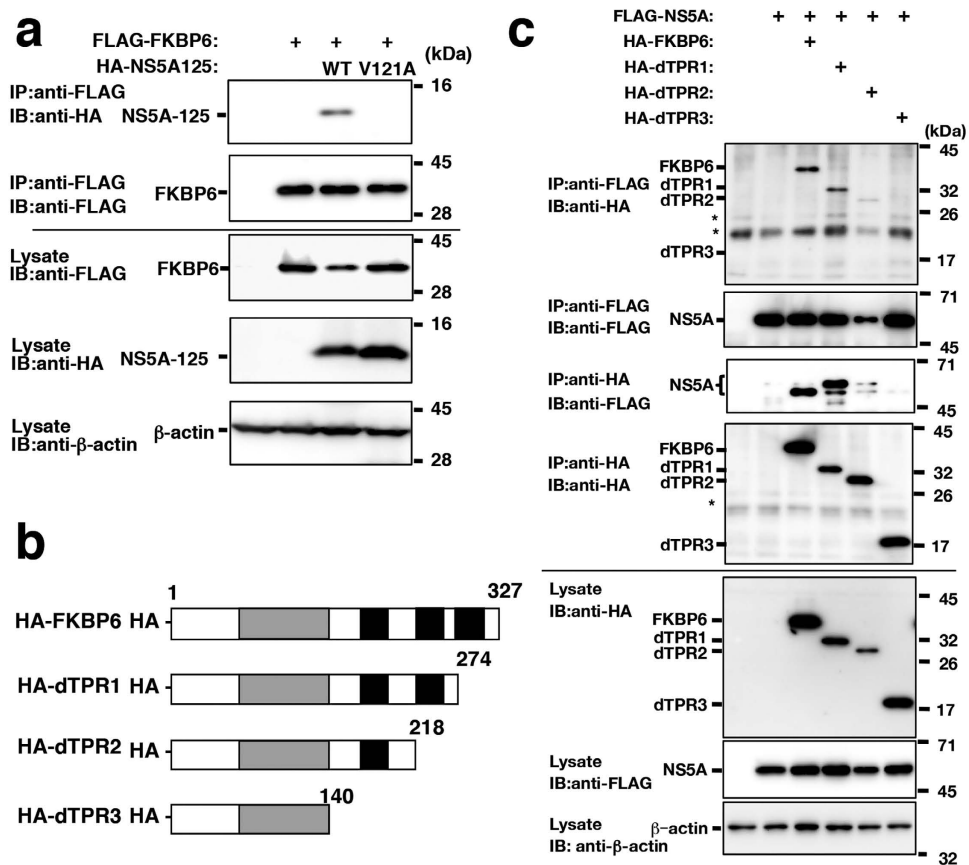 a
FLAG-FKBP6: + + +
HA-NS5A125: WT V121A
(kDa)
IP:anti-FLAG
IB:anti-HA NS5A-125
16
IP:anti-FLAG
IB:anti-FLAG FKBP6
45
28
Lysate
IB:anti-FLAG FKBP6
45
28
Lysate
IB:anti-HA NS5A-125
16
Lysate
IB:anti-β-actin β-actin
45
28
b
1 327
HA-FKBP6 HA
274
HA-dTPR1 HA
218
HA-dTPR2 HA
140
HA-dTPR3 HA
c
FLAG-NS5A: + + + + +
HA-FKBP6: +
HA-dTPR1: +
HA-dTPR2: +
HA-dTPR3: +
(kDa)
IP:anti-FLAG
IB:anti-HA
FKBP6
dTPR1
dTPR2
*
*
dTPR3
45
32
26
17
IP:anti-FLAG
IB:anti-FLAG
NS5A
71
45
IP:anti-HA
IB:anti-FLAG
NS5A
71
45
IP:anti-HA
IB:anti-HA
FKBP6
dTPR1
dTPR2
*
dTPR3
45
32
26
17
Lysate
IB:anti-HA
FKBP6
dTPR1
dTPR2
dTPR3
45
32
26
17
Lysate
IB:anti-FLAG
NS5A
71
45
Lysate
IB: anti-β-actin
β-actin
32